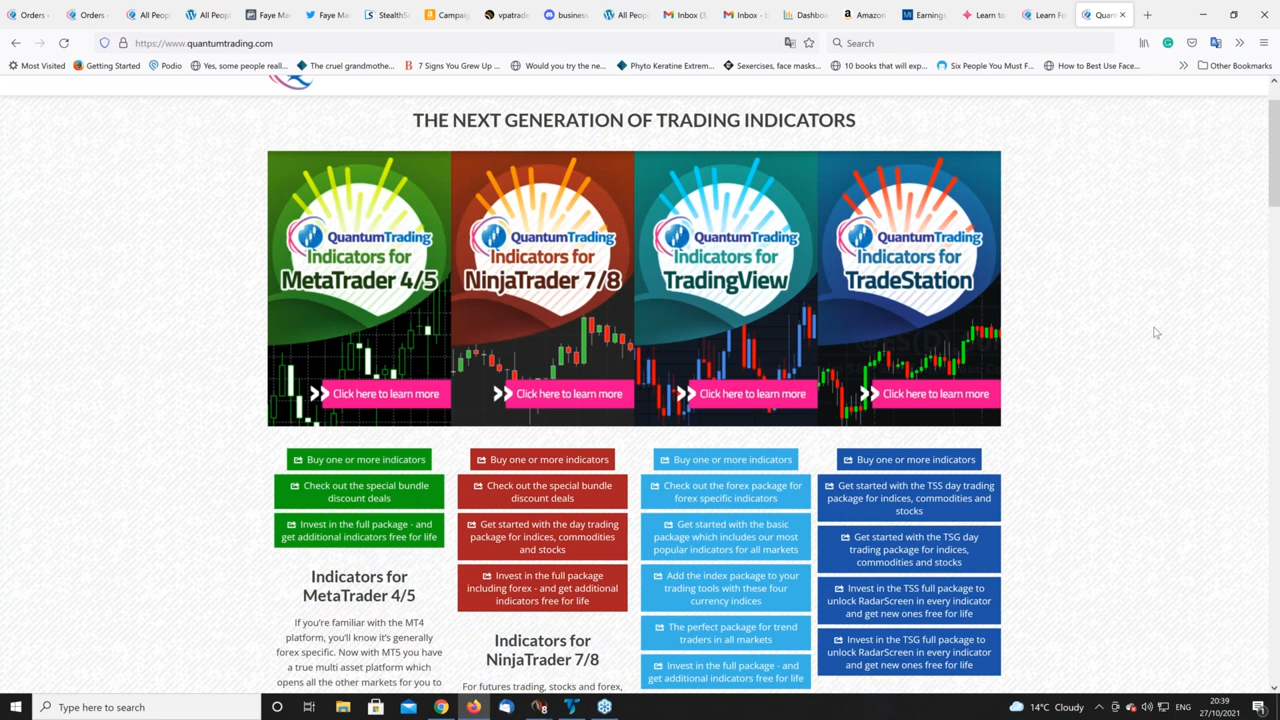 Orders
Orders
All Peop
All Peop
Faye Ma
Faye Ma
StealthS
Campai
vpatrade
business
All Peop
Inbox (3,
Inbox – b
Dashbo
Amazon
Earnings
Learn to
Learn Fo
Quan
https://www.quantumtrading.com
Search
Most Visited
Getting Started
Podio
Yes, some people reall...
The cruel grandmothe...
7 Signs You Grew Up ...
Would you try the ne...
Phyto Keratine Extrem...
Sexercises, face masks...
10 books that will exp...
Six People You Must F...
How to Best Use Face...
Other Bookmarks
THE NEXT GENERATION OF TRADING INDICATORS
QuantumTrading
Indicators for
MetaTrader 4/5
Click here to learn more
QuantumTrading
Indicators for
NinjaTrader 7/8
Click here to learn more
QuantumTrading
Indicators for
TradingView
Click here to learn more
QuantumTrading
Indicators for
TradeStation
Click here to learn more
Buy one or more indicators
Check out the special bundle
discount deals
Invest in the full package - and
get additional indicators free for life
Indicators for
MetaTrader 4/5
If you're familiar with the MT4
platform, you'll know it's generally
forex specific. Now with MT5 you have
a true multi asset platform which
opens all the other markets for you to
Buy one or more indicators
Check out the special bundle
discount deals
Get started with the day trading
package for indices, commodities
and stocks
Invest in the full package
including forex - and get additional
indicators free for life
Indicators for
NinjaTrader 7/8
For futures trading, stocks and forex,
Buy one or more indicators
Check out the forex package for
forex specific indicators
Get started with the basic
package which includes our most
popular indicators for all markets
Add the index package to your
trading tools with these four
currency indices
The perfect package for trend
traders in all markets
Invest in the full package - and
get additional indicators free for life
Buy one or more indicators
Get started with the TSS day trading
package for indices, commodities and
stocks
Get started with the TSG day
trading package for indices,
commodities and stocks
Invest in the TSS full package to
unlock RadarScreen in every indicator
and get new ones free for life
Invest in the TSG full package to
unlock RadarScreen in every indicator
and get new ones free for life
Type here to search
14°C Cloudy
ENG
20:39
27/10/2021